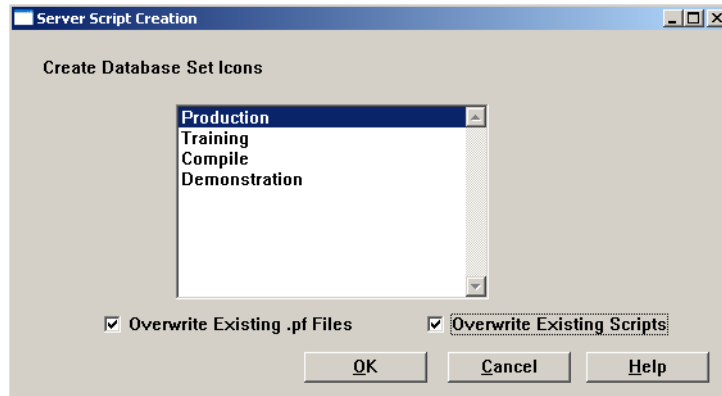 Server Script Creation
Create Database Set Icons
Production
Training
Compile
Demonstration
Overwrite Existing .pf Files
Overwrite Existing Scripts
OK
Cancel
Help